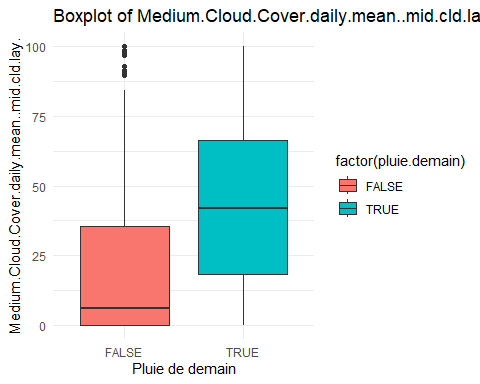 Boxplot of Medium.Cloud.Cover.daily.mean..mid.cld.la
Medium.Cloud.Cover.daily.mean..mid.cld.lay.
100
75
50
25
0
FALSE TRUE
Pluie de demain
factor(pluie.demain)
FALSE
TRUE